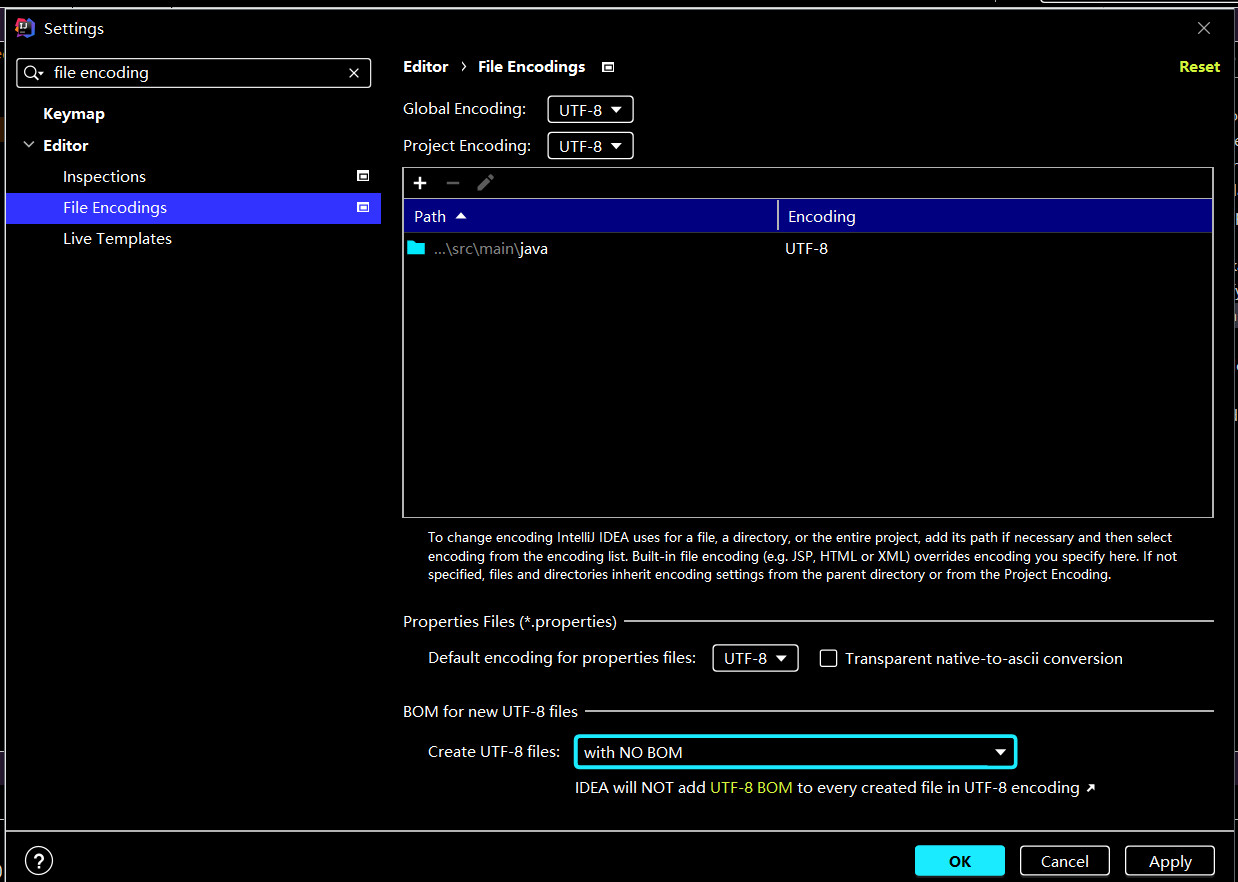 Settings
file encoding
Keymap
Editor
Inspections
File Encodings
Live Templates
Editor › File Encodings
Reset
Global Encoding: UTF-8
Project Encoding: UTF-8
Path Encoding
...\src\main\java UTF-8
To change encoding IntelliJ IDEA uses for a file, a directory, or the entire project, add its path if necessary and then select
encoding from the encoding list. Built-in file encoding (e.g. JSP, HTML or XML) overrides encoding you specify here. If not
specified, files and directories inherit encoding settings from the parent directory or from the Project Encoding.
Properties Files (*.properties)
Default encoding for properties files: UTF-8 Transparent native-to-ascii conversion
BOM for new UTF-8 files
Create UTF-8 files: with NO BOM
IDEA will NOT add UTF-8 BOM to every created file in UTF-8 encoding ↗
? OK Cancel Apply